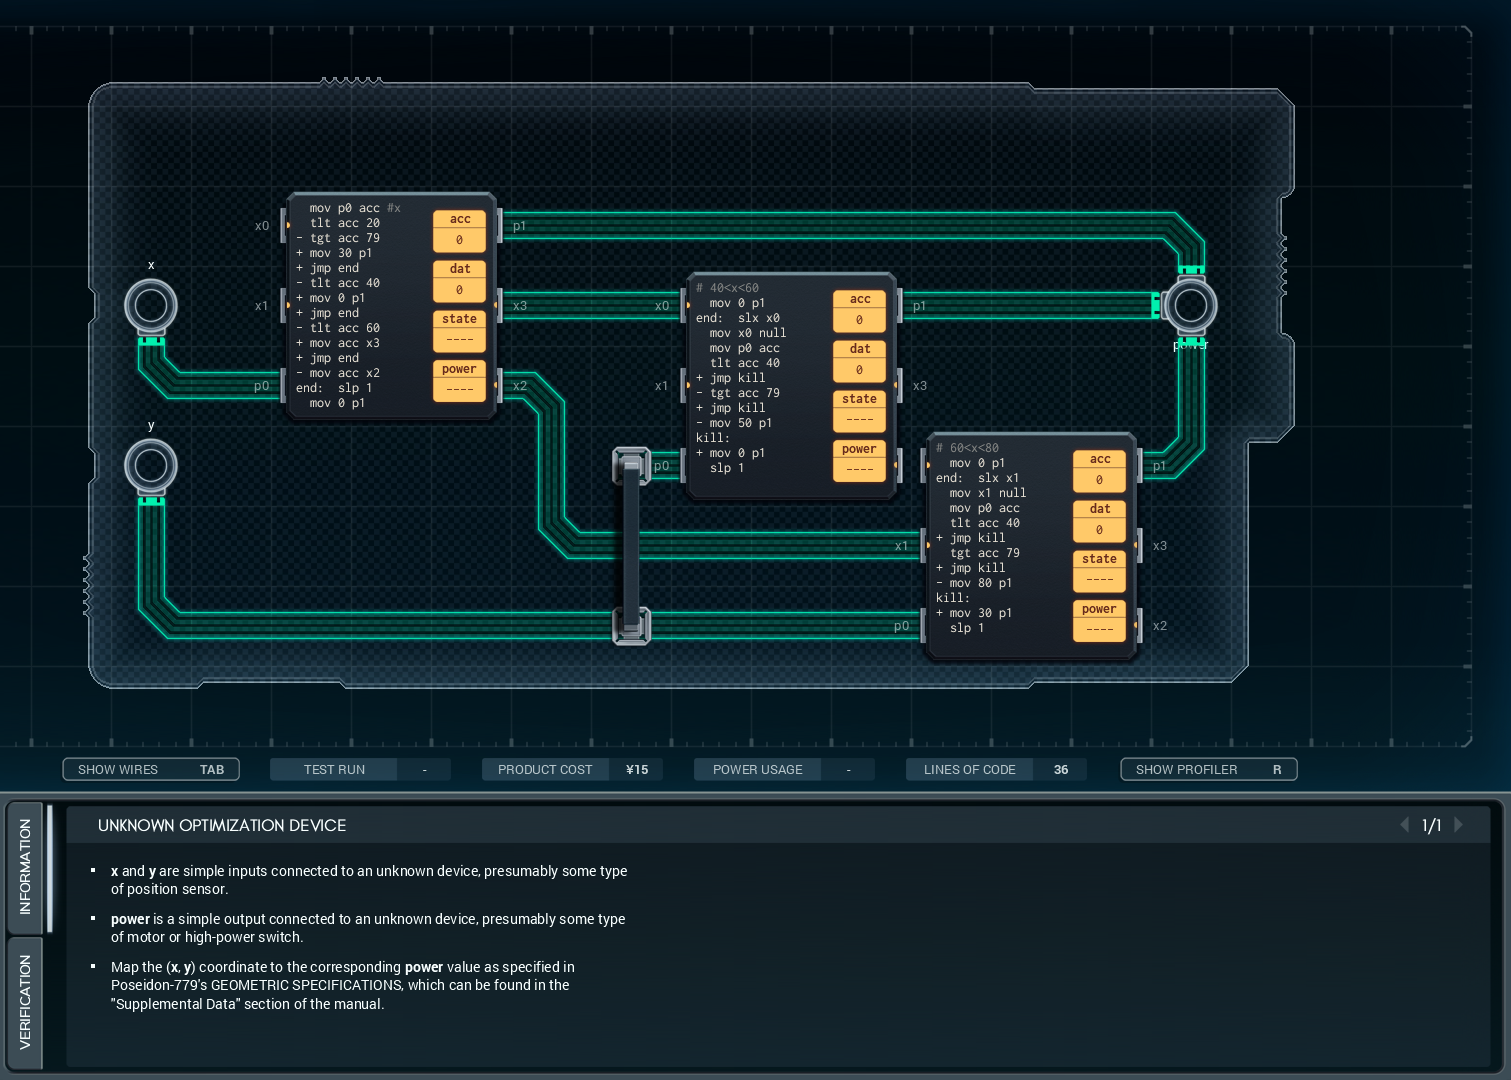 x
y
x0
x1
p0
mov p0 acc #x
tlt acc 20
- tgt acc 79
+ mov 30 p1
+ jmp end
- tlt acc 40
+ mov 0 p1
+ jmp end
- tlt acc 60
+ mov acc x3
+ jmp end
- mov acc x2
end:  slp 1
mov 0 p1
acc
0
dat
0
state
----
power
----
p1
x3
x2
x0
x1
p0
# 40<x<60
mov 0 p1
end:  slx x0
mov x0 null
mov p0 acc
tlt acc 40
+ jmp kill
- tgt acc 79
+ jmp kill
- mov 50 p1
kill:
+ mov 0 p1
slp 1
acc
0
dat
0
state
----
power
----
p1
x3
x1
p0
# 60<x<80
mov 0 p1
end:  slx x1
mov x1 null
mov p0 acc
tlt acc 40
+ jmp kill
tgt acc 79
+ jmp kill
- mov 80 p1
kill:
+ mov 30 p1
slp 1
acc
0
dat
0
state
----
power
----
p1
x3
x2
power
SHOW WIRES TAB
TEST RUN -
PRODUCT COST ¥15
POWER USAGE -
LINES OF CODE 36
SHOW PROFILER R
INFORMATION
VERIFICATION
UNKNOWN OPTIMIZATION DEVICE
1/1
▪ x and y are simple inputs connected to an unknown device, presumably some type
of position sensor.
▪ power is a simple output connected to an unknown device, presumably some type
of motor or high-power switch.
▪ Map the (x, y) coordinate to the corresponding power value as specified in
Poseidon-779's GEOMETRIC SPECIFICATIONS, which can be found in the
"Supplemental Data" section of the manual.